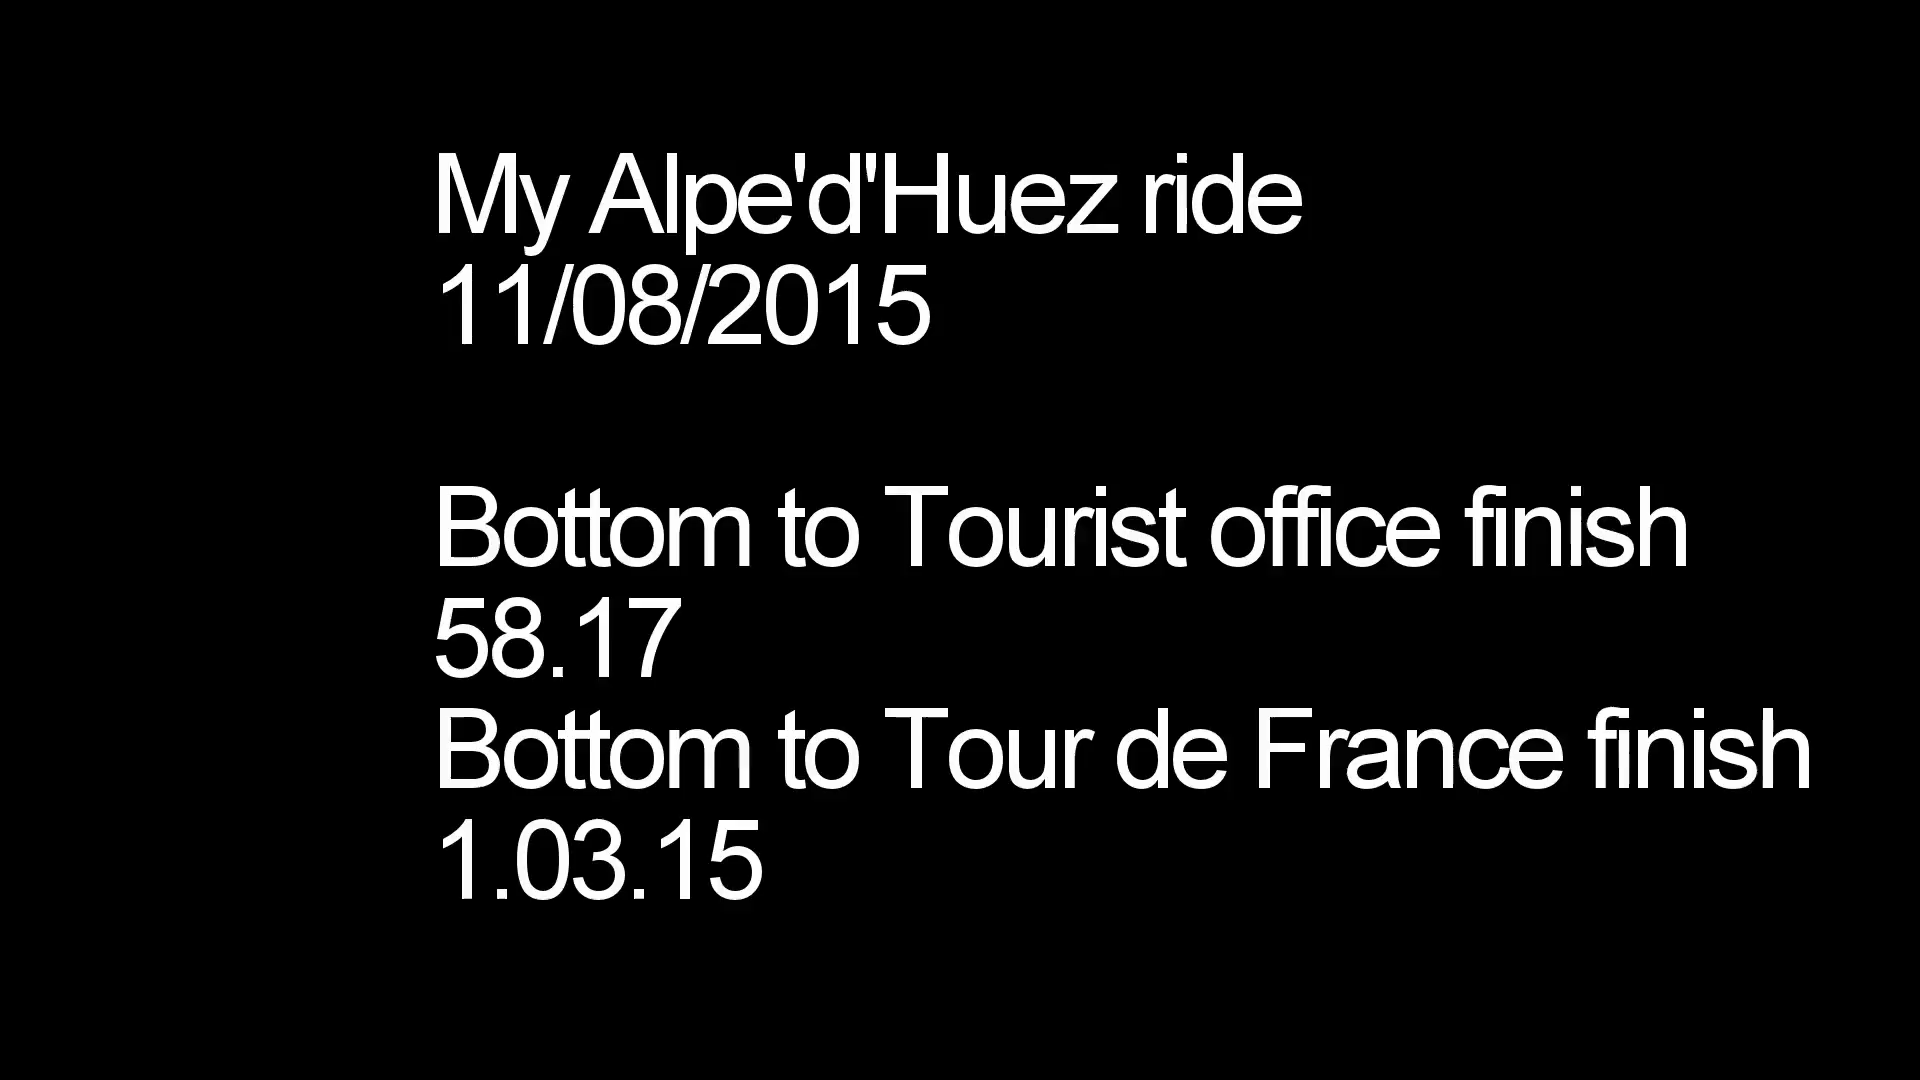 My Alpe'd'Huez ride
11/08/2015
Bottom to Tourist office finish
58.17
Bottom to Tour de France finish
1.03.15